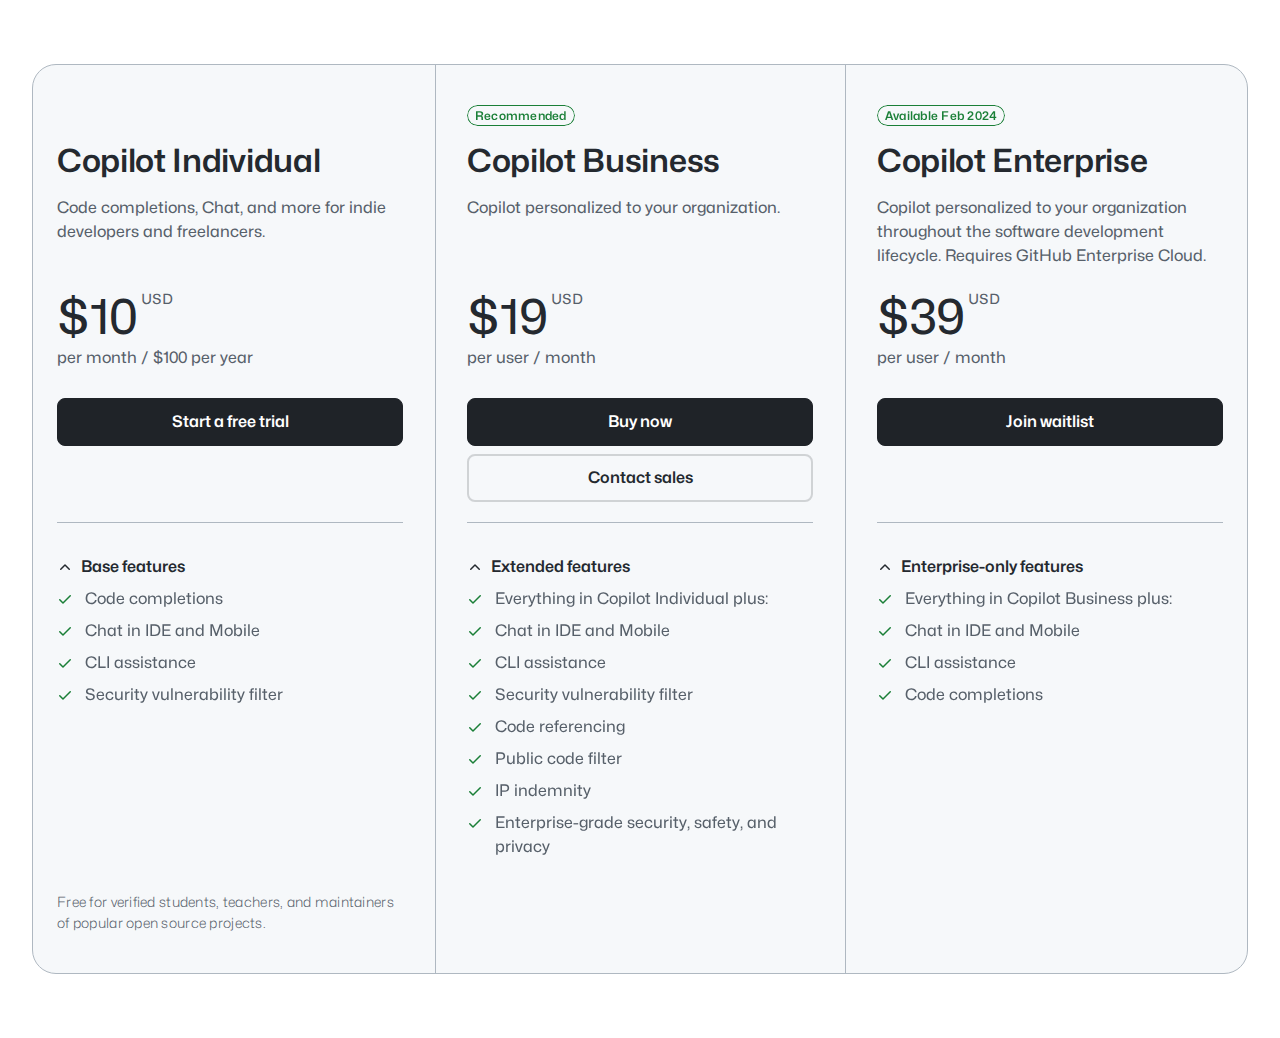 Copilot Individual
Code completions, Chat, and more for indie
developers and freelancers.
$10 USD
per month / $100 per year
Start a free trial
Base features
Code completions
Chat in IDE and Mobile
CLI assistance
Security vulnerability filter
Free for verified students, teachers, and maintainers
of popular open source projects.
Recommended
Copilot Business
Copilot personalized to your organization.
$19 USD
per user / month
Buy now
Contact sales
Extended features
Everything in Copilot Individual plus:
Chat in IDE and Mobile
CLI assistance
Security vulnerability filter
Code referencing
Public code filter
IP indemnity
Enterprise-grade security, safety, and
privacy
Available Feb 2024
Copilot Enterprise
Copilot personalized to your organization
throughout the software development
lifecycle. Requires GitHub Enterprise Cloud.
$39 USD
per user / month
Join waitlist
Enterprise-only features
Everything in Copilot Business plus:
Chat in IDE and Mobile
CLI assistance
Code completions